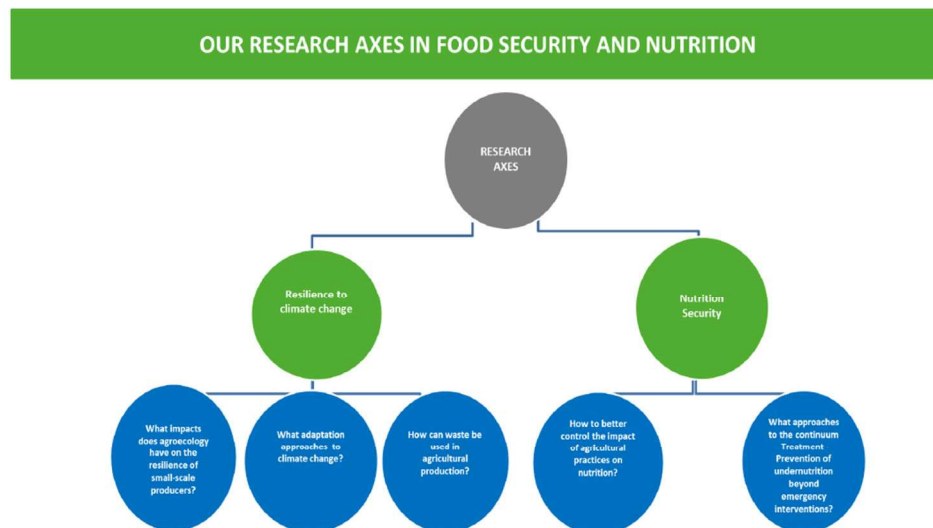 OUR RESEARCH AXES IN FOOD SECURITY AND NUTRITION
RESEARCH
AXES
Resilience to
climate change
Nutrition
Security
What impacts
does agroecology
have on the
resilience of
small-scale
producers?
What adaptation
approaches to
climate change?
How can waste be
used in
agricultural
production?
How to better
control the impact
of agricultural
practices on
nutrition?
What approaches
to the continuum
Treatment
Prevention of
undernutrition
beyond
emergency
interventions?